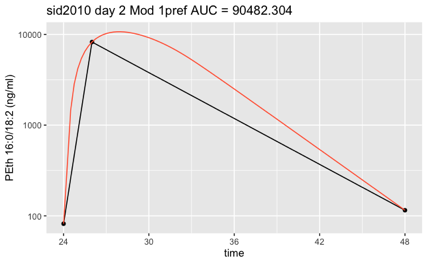 sid2010 day 2 Mod 1pref AUC = 90482.304
PEth 16:0/18:2 (ng/ml)
10000
1000
100
24 30 36 42 48
time